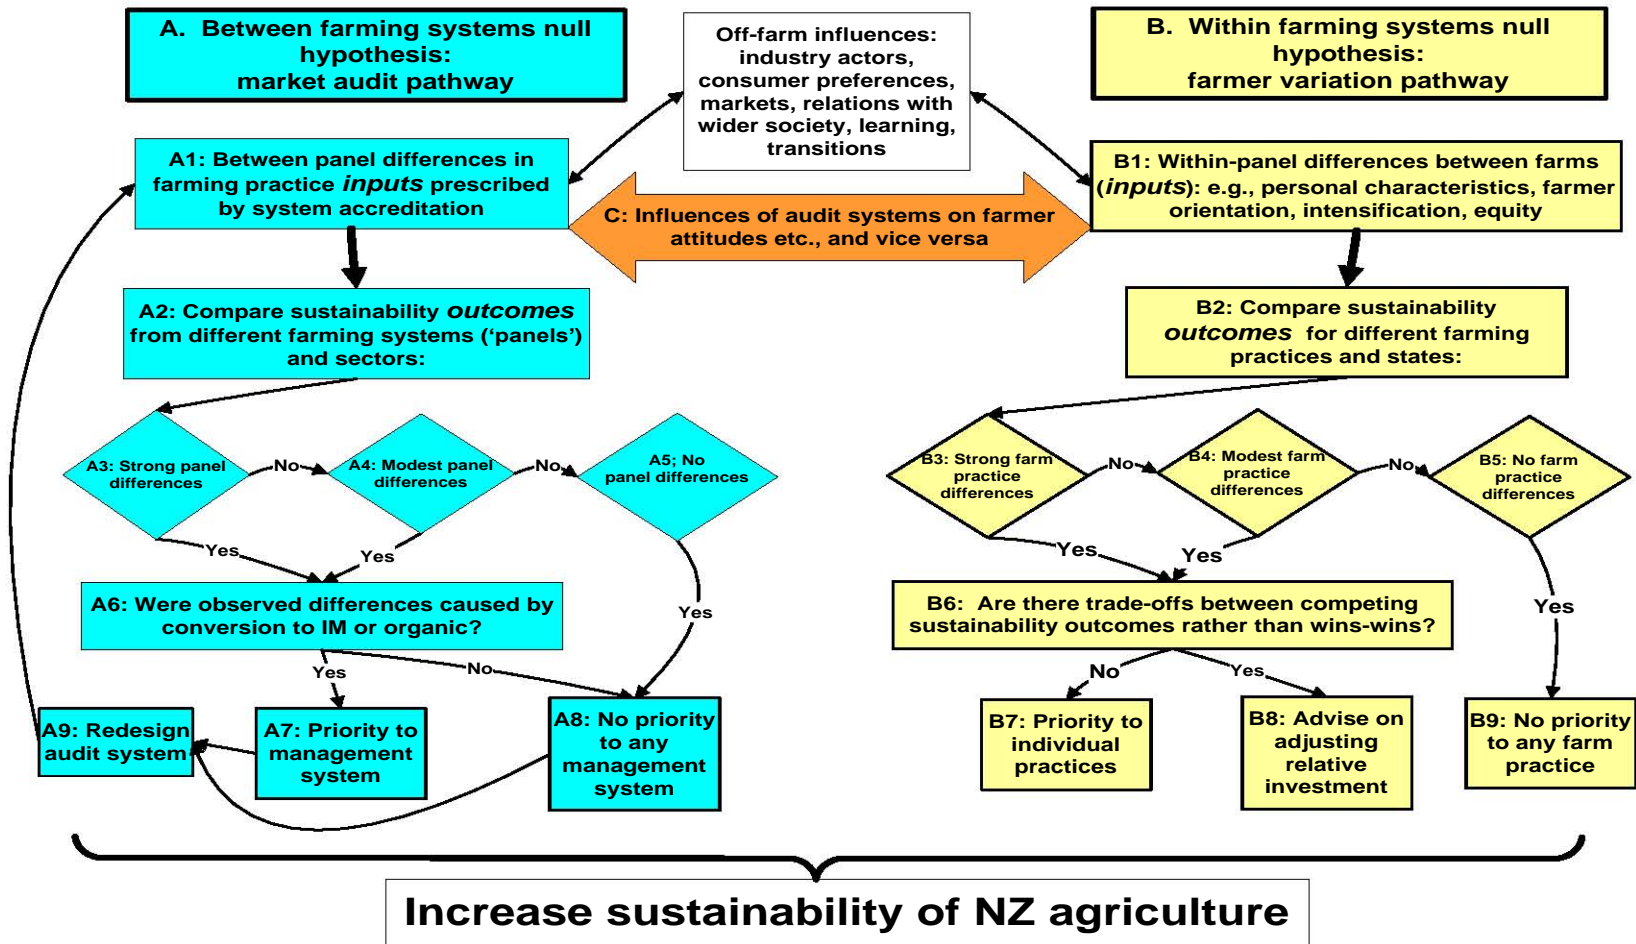 A. Between farming systems null
hypothesis:
market audit pathway
Off-farm influences:
industry actors,
consumer preferences,
markets, relations with
wider society, learning,
transitions
B. Within farming systems null
hypothesis:
farmer variation pathway
A1: Between panel differences in
farming practice inputs prescribed
by system accreditation
B1: Within-panel differences between farms
(inputs): e.g., personal characteristics, farmer
orientation, intensification, equity
C: Influences of audit systems on farmer
attitudes etc., and vice versa
A2: Compare sustainability outcomes
from different farming systems (‘panels’)
and sectors:
B2: Compare sustainability
outcomes for different farming
practices and states:
A3: Strong panel
differences
No
A4: Modest panel
differences
No
A5; No
panel differences
B3: Strong farm
practice
differences
No
B4: Modest farm
practice
differences
No
B5: No farm
practice
differences
Yes
Yes
Yes
Yes
Yes
Yes
A6: Were observed differences caused by
conversion to IM or organic?
B6: Are there trade-offs between competing
sustainability outcomes rather than wins-wins?
Yes
No
No
Yes
A9: Redesign
audit system
A7: Priority to
management
system
A8: No priority
to any
management
system
B7: Priority to
individual
practices
B8: Advise on
adjusting
relative
investment
B9: No priority
to any farm
practice
Increase sustainability of NZ agriculture